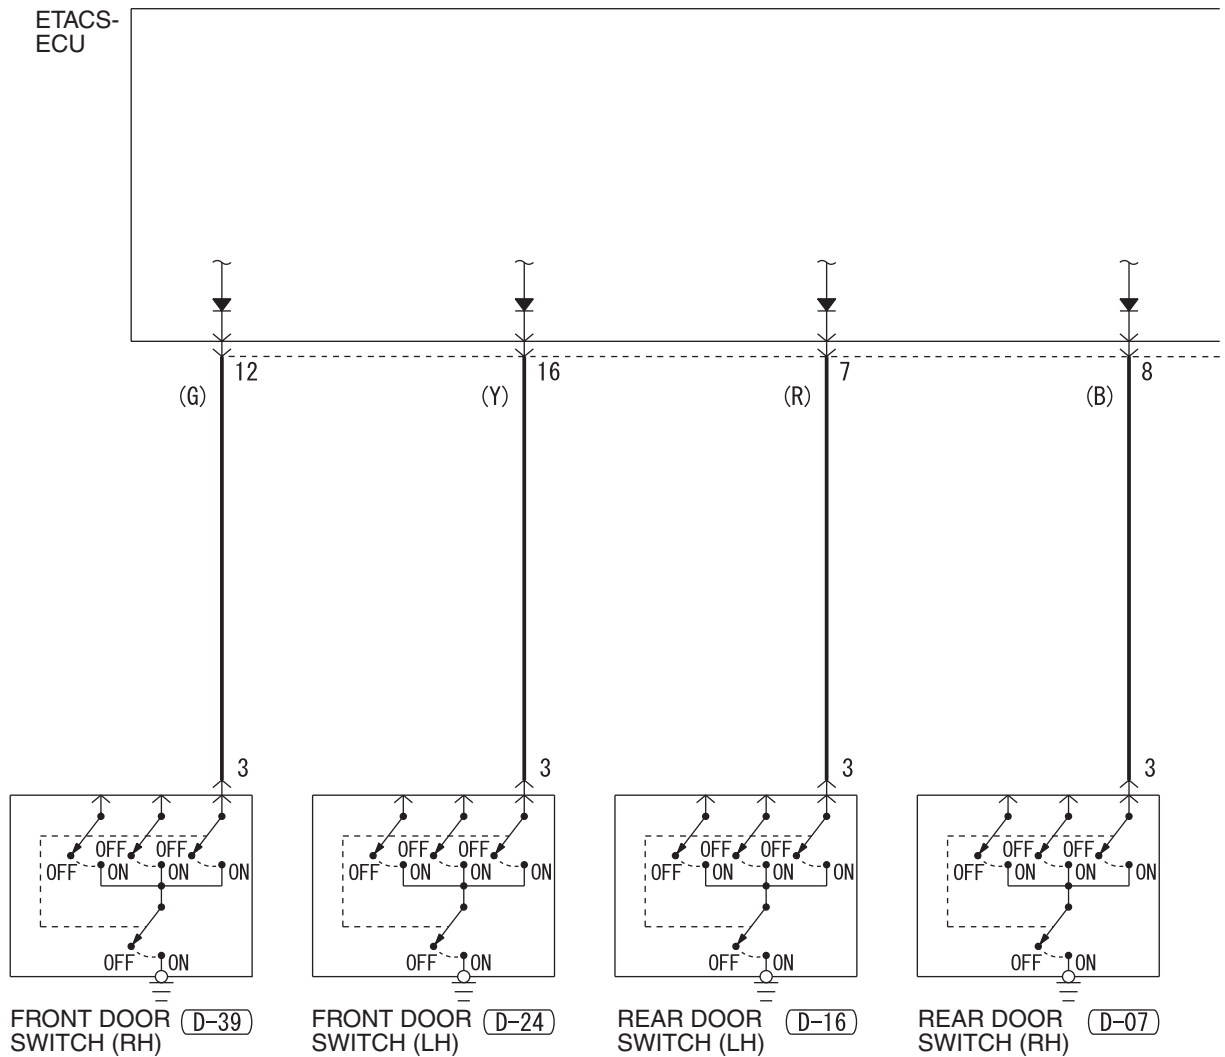 ETACS-
ECU
12 16 7 8
(G) (Y) (R) (B)
3 3 3 3
OFF OFF OFF OFF OFF OFF OFF OFF
OFF ON ON ON OFF ON ON ON OFF ON ON ON OFF ON ON ON
OFF ON OFF ON OFF ON OFF ON
FRONT DOOR D-39 FRONT DOOR D-24 REAR DOOR D-16 REAR DOOR D-07
SWITCH (RH) SWITCH (LH) SWITCH (LH) SWITCH (RH)